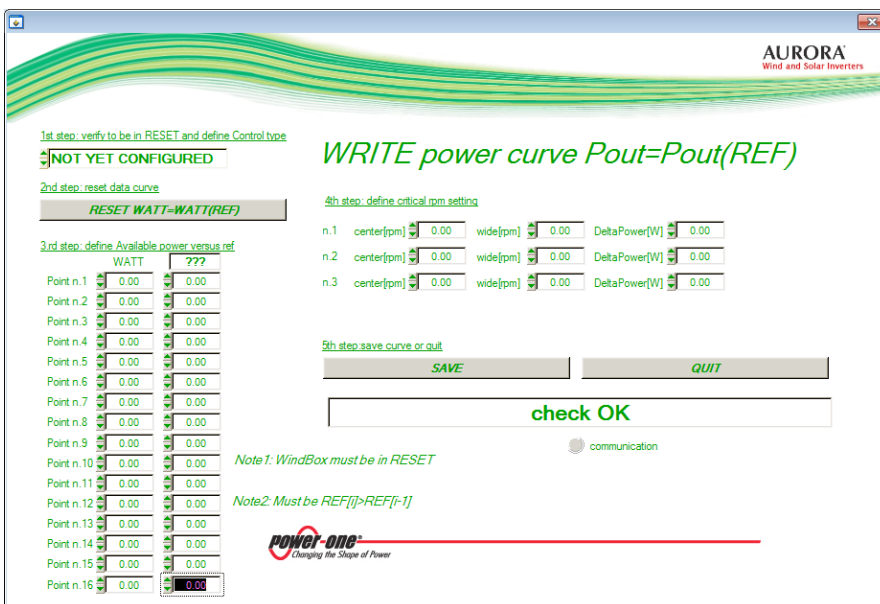 AURORA
Wind and Solar Inverters
1st step: verify to be in RESET and define Control type
NOT YET CONFIGURED
WRITE power curve Pout=Pout(REF)
2nd step: reset data curve
RESET WATT=WATT(REF)
4th step: define critical rpm setting
n.1 center[rpm] 0.00 wide[rpm] 0.00 DeltaPower[W] 0.00
n.2 center[rpm] 0.00 wide[rpm] 0.00 DeltaPower[W] 0.00
n.3 center[rpm] 0.00 wide[rpm] 0.00 DeltaPower[W] 0.00
3.rd step: define Available power versus ref
WATT ???
Point n.1 0.00 0.00
Point n.2 0.00 0.00
Point n.3 0.00 0.00
Point n.4 0.00 0.00
Point n.5 0.00 0.00
Point n.6 0.00 0.00
Point n.7 0.00 0.00
Point n.8 0.00 0.00
Point n.9 0.00 0.00
Point n.10 0.00 0.00
Point n.11 0.00 0.00
Point n.12 0.00 0.00
Point n.13 0.00 0.00
Point n.14 0.00 0.00
Point n.15 0.00 0.00
Point n.16 0.00 0.00
5th step:save curve or quit
SAVE QUIT
check OK
communication
Note1: WindBox must be in RESET
Note2: Must be REF[i]>REF[i-1]
power-one
Changing the Shape of Power